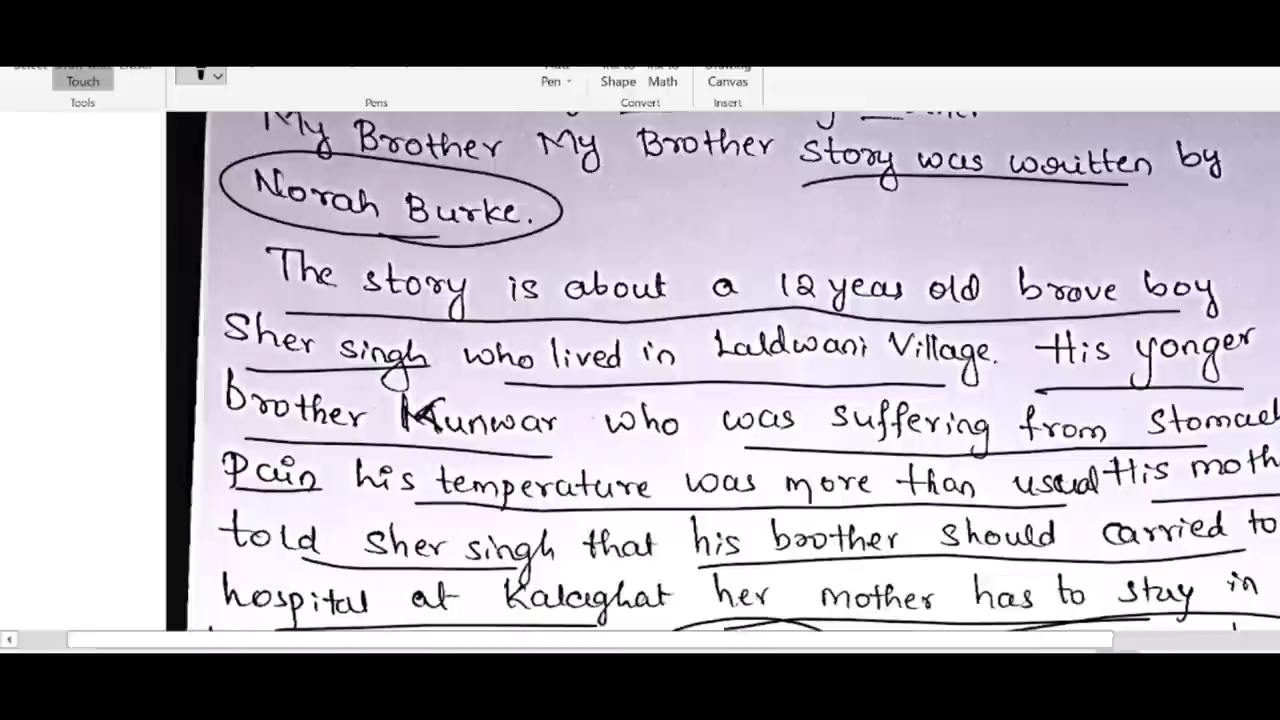 Touch
Pen
Shape
Math
Canvas
Tools
Pens
Convert
Insert
My Brother My Brother story was written by
Norah Burke.
The story is about a 12 year old brave boy
Sher singh who lived in Laldwani Village. His yonger
brother Kunwar who was suffering from stomach
Pain his temperature was more than usual His moth
told sher singh that his brother should carried to
hospital at Kalaghat her mother has to stay in